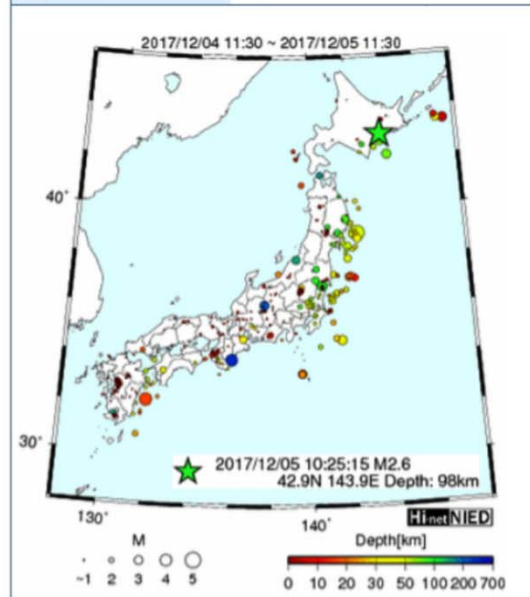 2017/12/04 11:30 ~ 2017/12/05 11:30
40°
30°
2017/12/05 10:25:15 M2.6
42.9N 143.9E Depth: 98km
130°
140°
Hi-net NIED
M
~1 2 3 4 5
Depth[km]
0 10 20 30 50 100 200 700